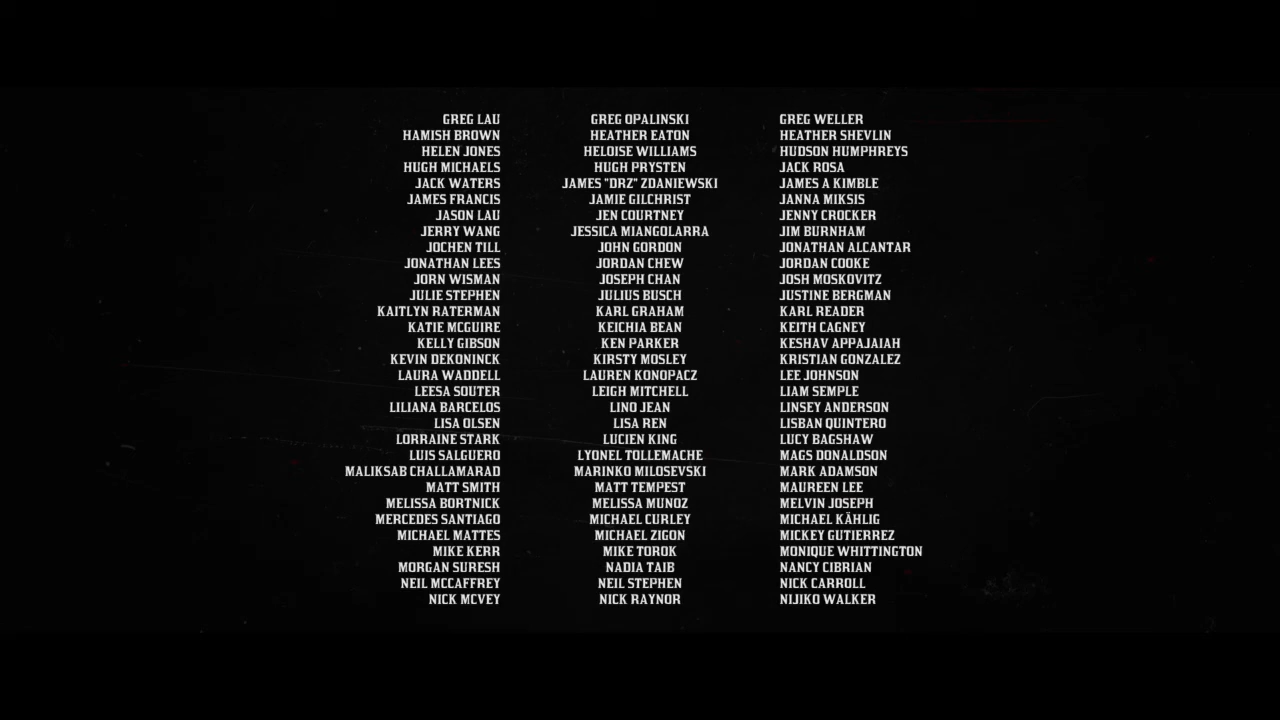 GREG LAU GREG OPALINSKI GREG WELLER
HAMISH BROWN HEATHER EATON HEATHER SHEVLIN
HELEN JONES HELOISE WILLIAMS HUDSON HUMPHREYS
HUGH MICHAELS HUGH PRYSTEN JACK ROSA
JACK WATERS JAMES "DRZ" ZDANIEWSKI JAMES A KIMBLE
JAMES FRANCIS JAMIE GILCHRIST JANNA MIKSIS
JASON LAU JEN COURTNEY JENNY CROCKER
JERRY WANG JESSICA MIANGOLARRA JIM BURNHAM
JOCHEN TILL JOHN GORDON JONATHAN ALCANTAR
JONATHAN LEES JORDAN CHEW JORDAN COOKE
JORN WISMAN JOSEPH CHAN JOSH MOSKOVITZ
JULIE STEPHEN JULIUS BUSCH JUSTINE BERGMAN
KAITLYN RATERMAN KARL GRAHAM KARL READER
KATIE MCGUIRE KEICHIA BEAN KEITH CAGNEY
KELLY GIBSON KEN PARKER KESHAV APPAJAIAH
KEVIN DEKONINCK KIRSTY MOSLEY KRISTIAN GONZALEZ
LAURA WADDELL LAUREN KONOPACZ LEE JOHNSON
LEESA SOUTER LEIGH MITCHELL LIAM SEMPLE
LILIANA BARCELOS LINO JEAN LINSEY ANDERSON
LISA OLSEN LISA REN LISBAN QUINTERO
LORRAINE STARK LUCIEN KING LUCY BAGSHAW
LUIS SALGUERO LYONEL TOLLEMACHE MAGS DONALDSON
MALIKSAB CHALLAMARAD MARINKO MILOSEVSKI MARK ADAMSON
MATT SMITH MATT TEMPEST MAUREEN LEE
MELISSA BORTNICK MELISSA MUNOZ MELVIN JOSEPH
MERCEDES SANTIAGO MICHAEL CURLEY MICHAEL KÄHLIG
MICHAEL MATTES MICHAEL ZIGON MICKEY GUTIERREZ
MIKE KERR MIKE TOROK MONIQUE WHITTINGTON
MORGAN SURESH NADIA TAIB NANCY CIBRIAN
NEIL MCCAFFREY NEIL STEPHEN NICK CARROLL
NICK MCVEY NICK RAYNOR NIJIKO WALKER